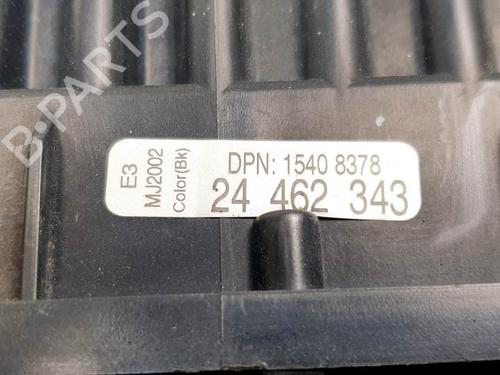 E3
MJ2002
Color(Bk)
DPN: 1540 8378
24 462 343
B-PARTS